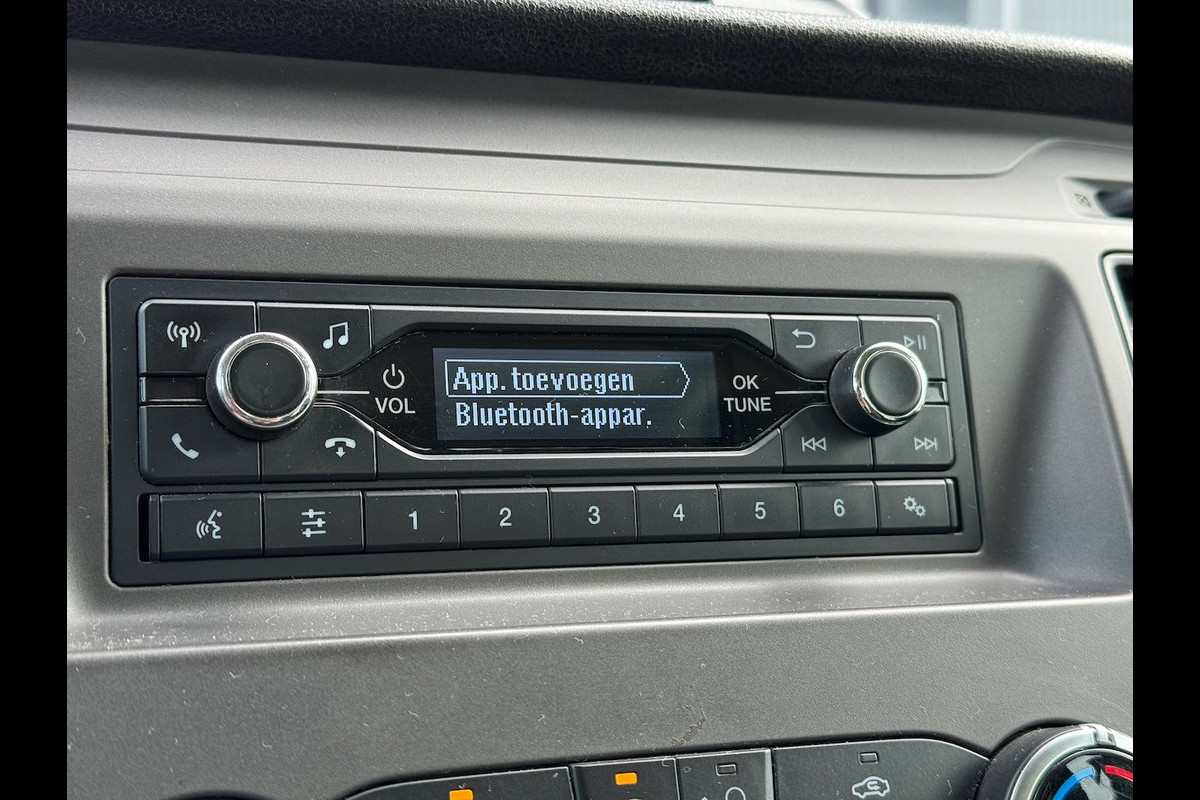 App. toevoegen
Bluetooth-appar.
VOL
OK
TUNE
1 2 3 4 5 6